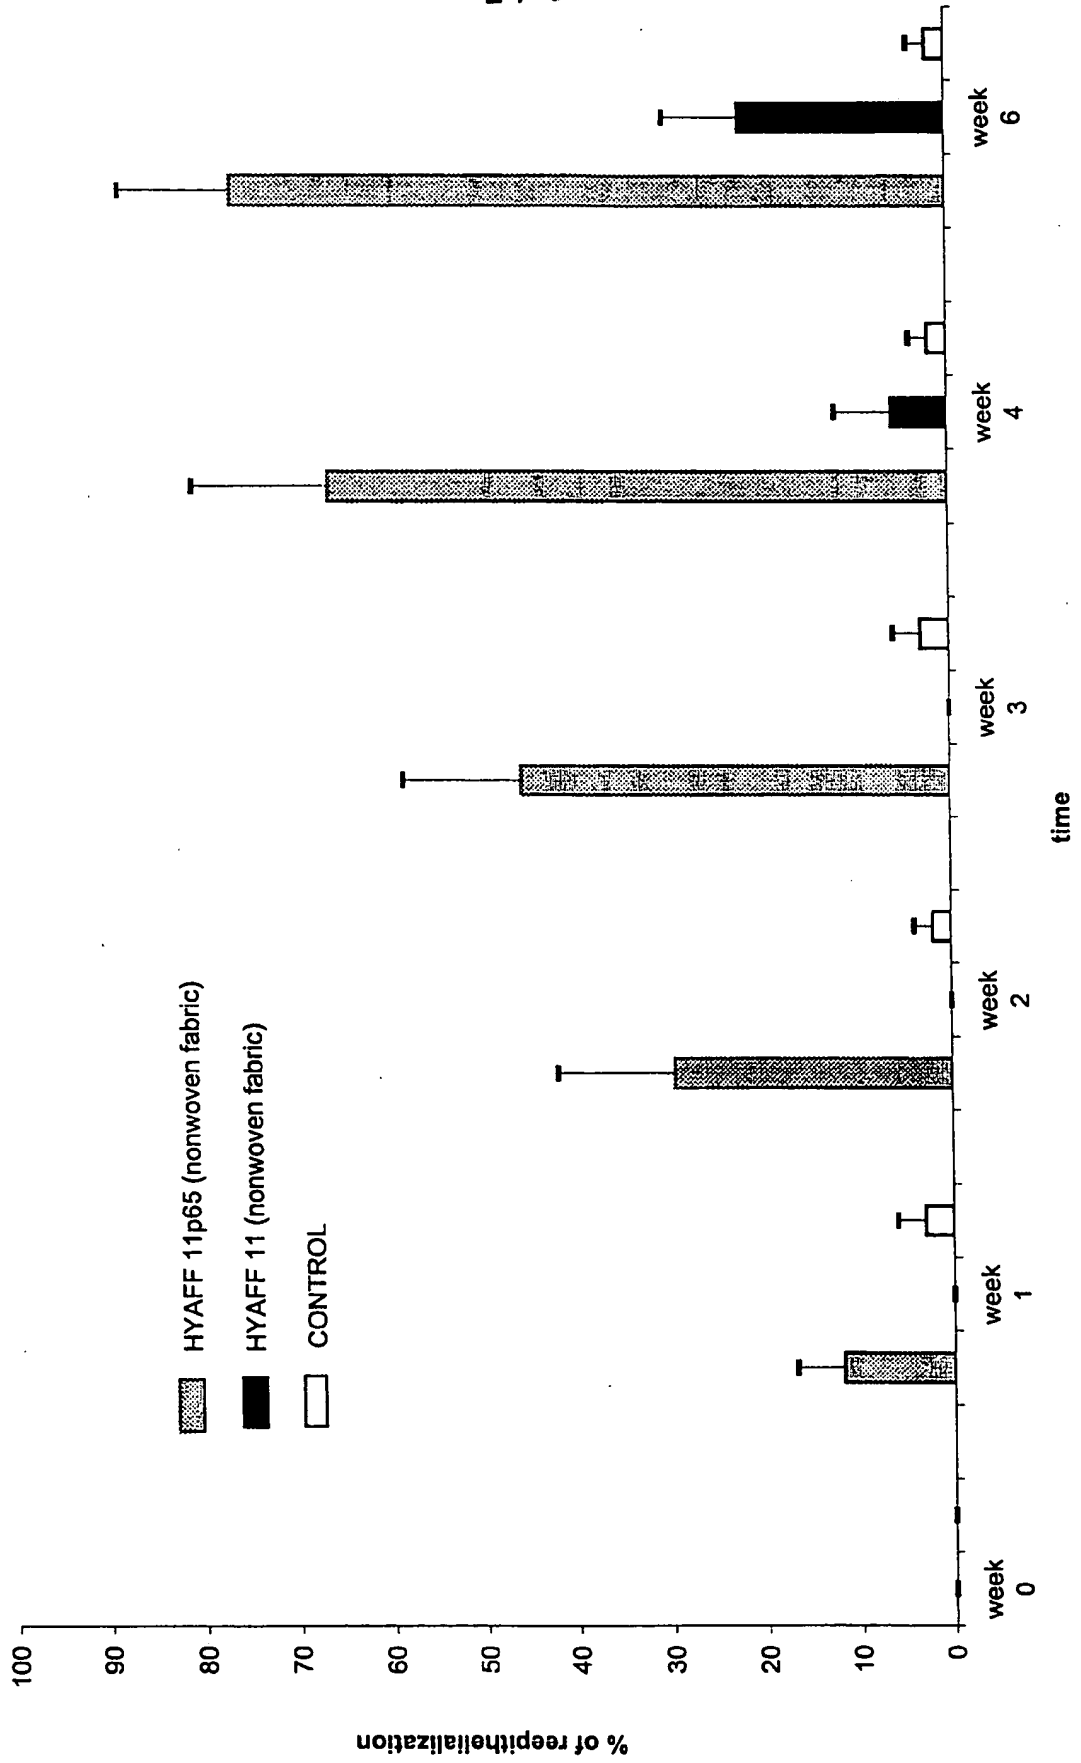 % of reepithelialization
100
90
80
70
60
50
40
30
20
10
0
HYAFF 11p65 (nonwoven fabric)
HYAFF 11 (nonwoven fabric)
CONTROL
week week week week week week
0 1 2 3 4 6
time